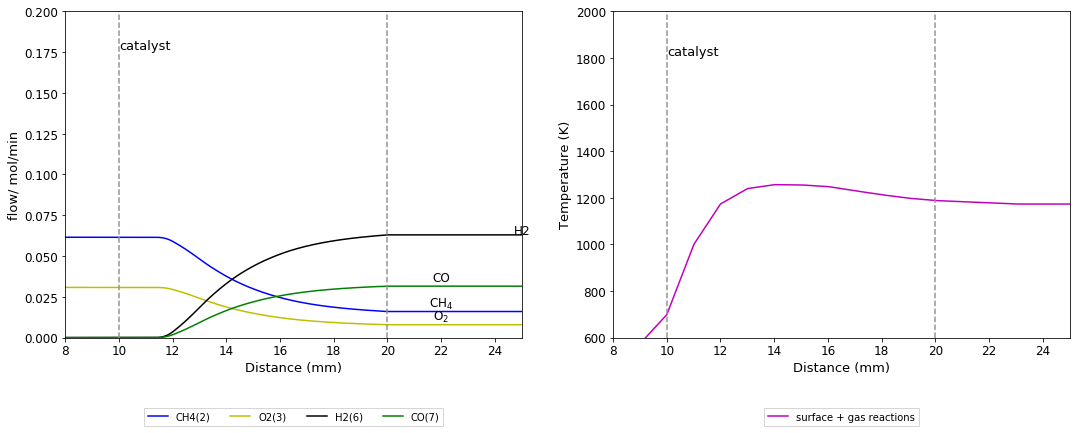 0.200
0.175
0.150
0.125
0.100
0.075
0.050
0.025
0.000
flow/ mol/min
catalyst
H2
CO
CH₄
O₂
8 10 12 14 16 18 20 22 24
Distance (mm)
CH4(2) O2(3) H2(6) CO(7)
2000
1800
1600
1400
1200
1000
800
600
Temperature (K)
catalyst
8 10 12 14 16 18 20 22 24
Distance (mm)
surface + gas reactions